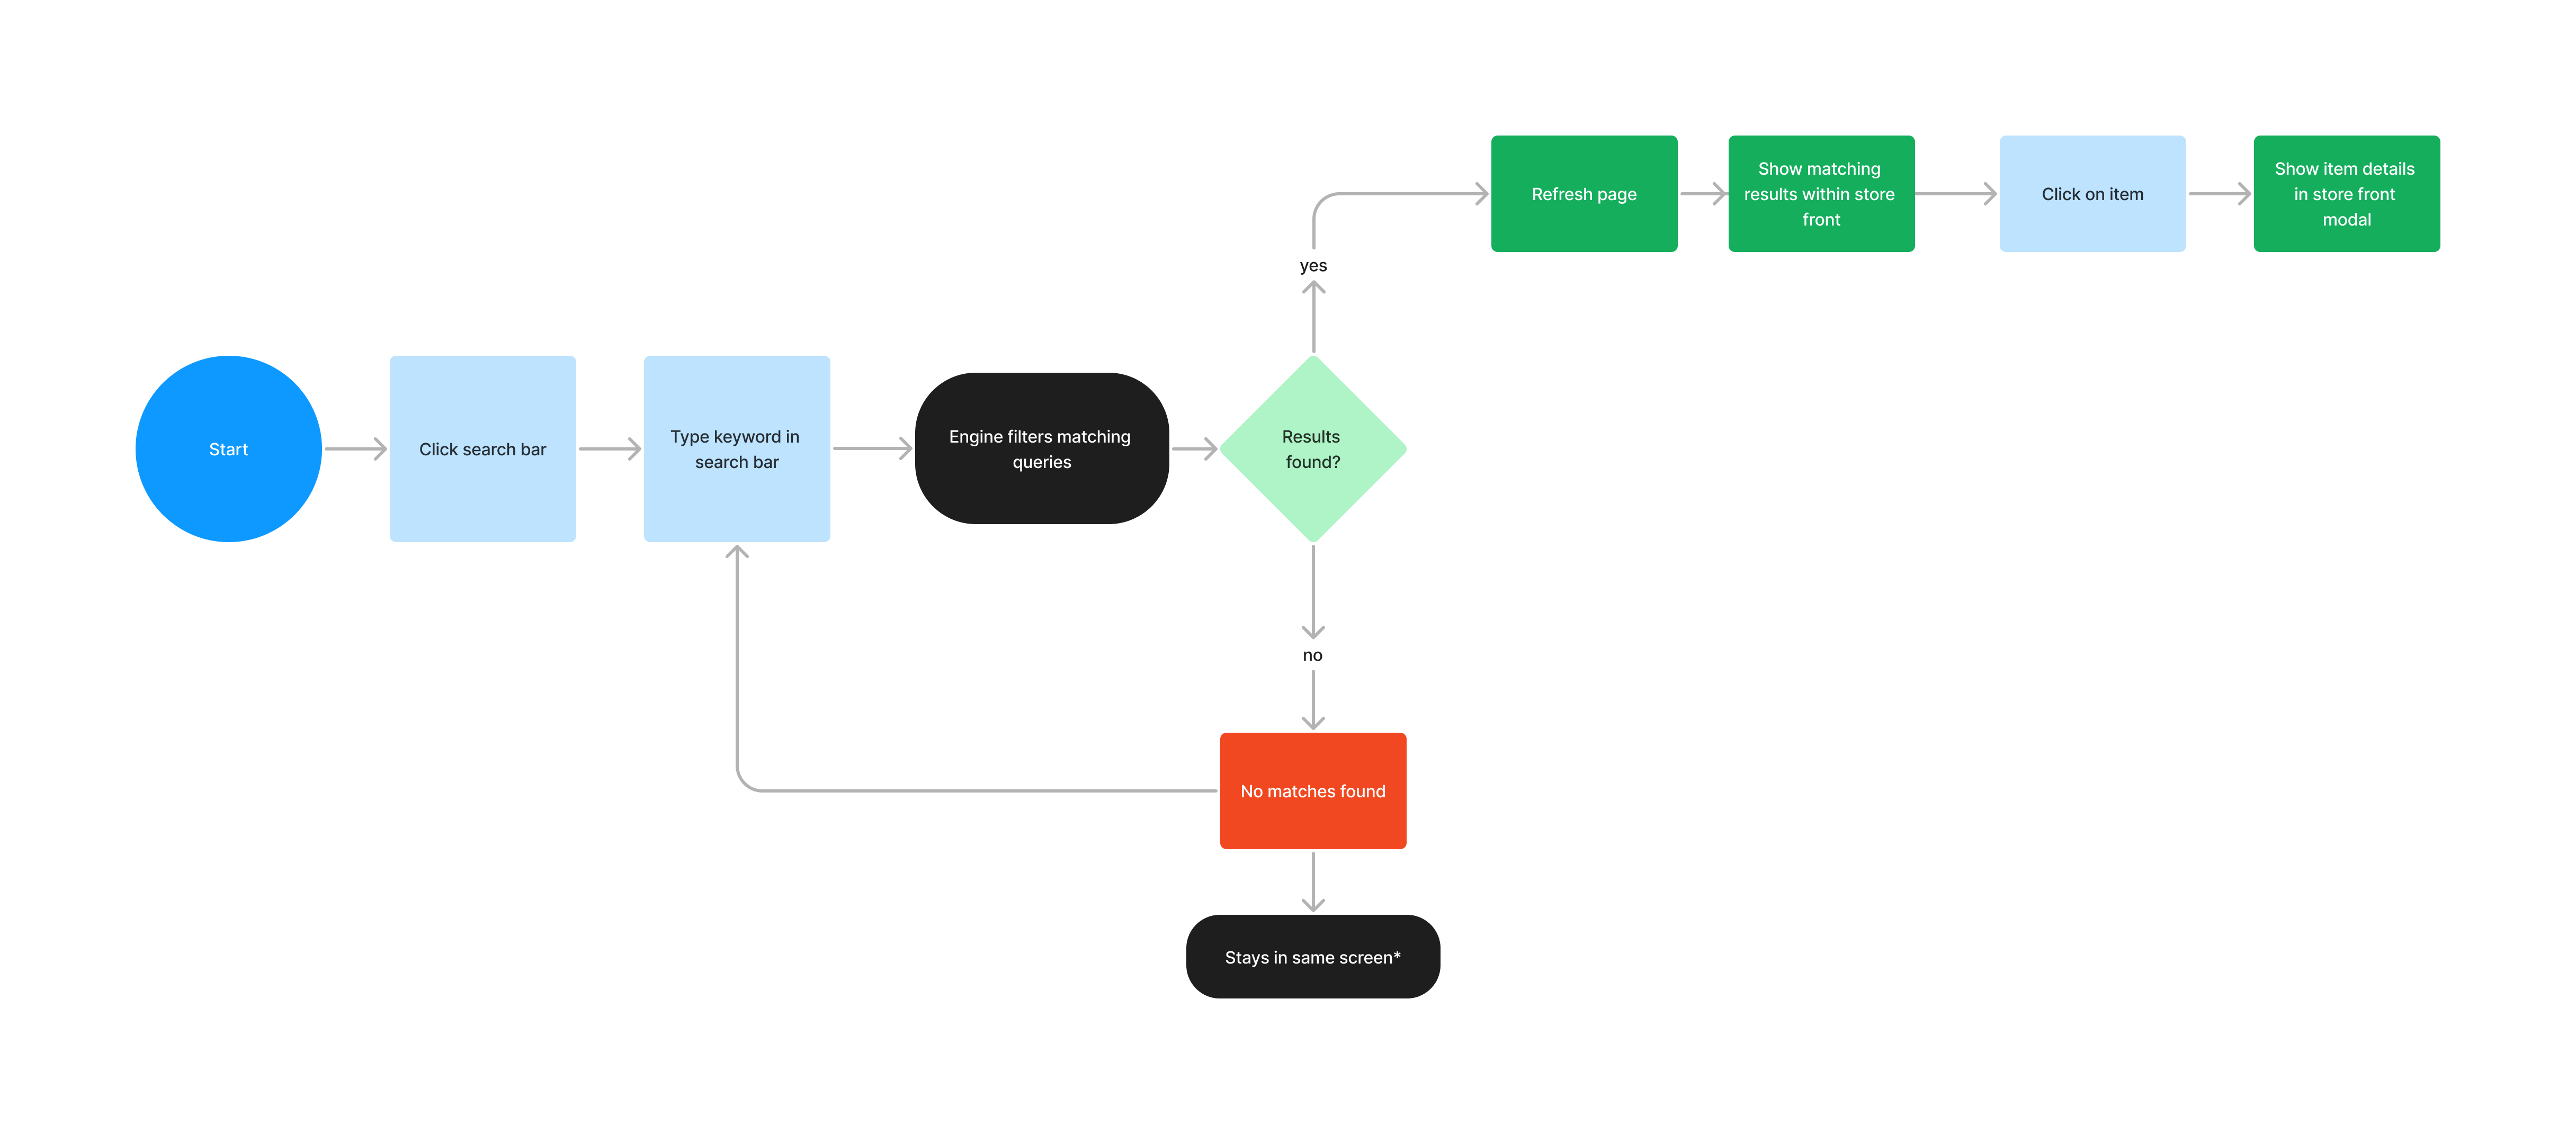 Start
Click search bar
Type keyword in
search bar
Engine filters matching
queries
Results
found?
yes
Refresh page
Show matching
results within store
front
Click on item
Show item details
in store front
modal
no
No matches found
Stays in same screen*